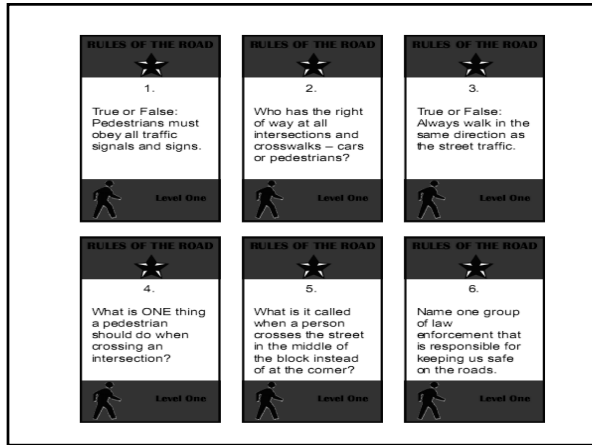 RULES OF THE ROAD
1.
True or False:
Pedestrians must
obey all traffic
signals and signs.
Level One
RULES OF THE ROAD
2.
Who has the right
of way at all
intersections and
crosswalks – cars
or pedestrians?
Level One
RULES OF THE ROAD
3.
True or False:
Always walk in the
same direction as
the street traffic.
Level One
RULES OF THE ROAD
4.
What is ONE thing
a pedestrian
should do when
crossing an
intersection?
Level One
RULES OF THE ROAD
5.
What is it called
when a person
crosses the street
in the middle of
the block instead
of at the corner?
Level One
RULES OF THE ROAD
6.
Name one group
of law
enforcement that
is responsible for
keeping us safe
on the roads.
Level One